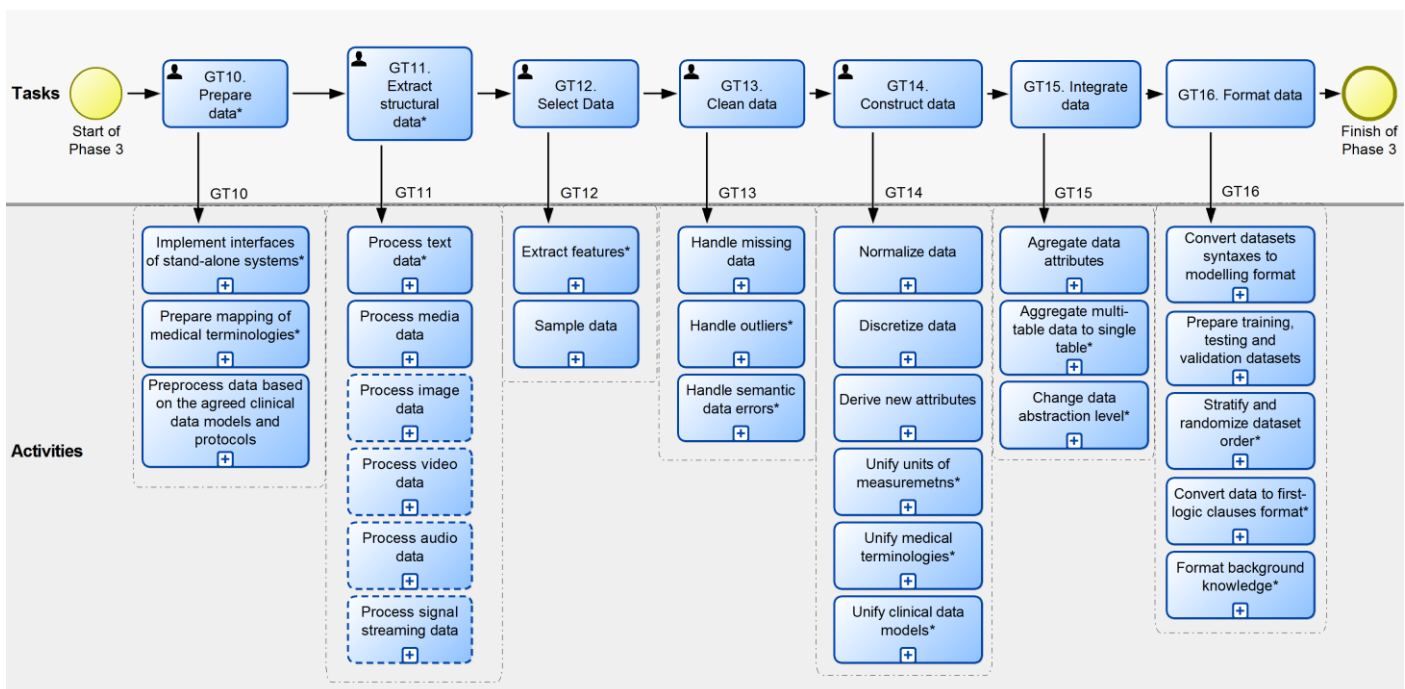 Tasks
Start of
Phase 3
GT10.
Prepare
data*
GT11.
Extract
structural
data*
GT12.
Select Data
GT13.
Clean data
GT14.
Construct data
GT15. Integrate
data
GT16. Format data
Finish of
Phase 3
GT10
GT11
GT12
GT13
GT14
GT15
GT16
Activities
Implement interfaces
of stand-alone systems*
Prepare mapping of
medical terminologies*
Preprocess data based
on the agreed clinical
data models and
protocols
Process text
data*
Process media
data
Process image
data
Process video
data
Process audio
data
Process signal
streaming data
Extract features*
Sample data
Handle missing
data
Handle outliers*
Handle semantic
data errors*
Normalize data
Discretize data
Derive new attributes
Unify units of
measuremetns*
Unify medical
terminologies*
Unify clinical data
models*
Agregate data
attributes
Aggregate multi-
table data to single
table*
Change data
abstraction level*
Convert datasets
syntaxes to
modelling format
Prepare training,
testing and
validation datasets
Stratify and
randomize dataset
order*
Convert data to first-
logic clauses format*
Format background
knowledge*